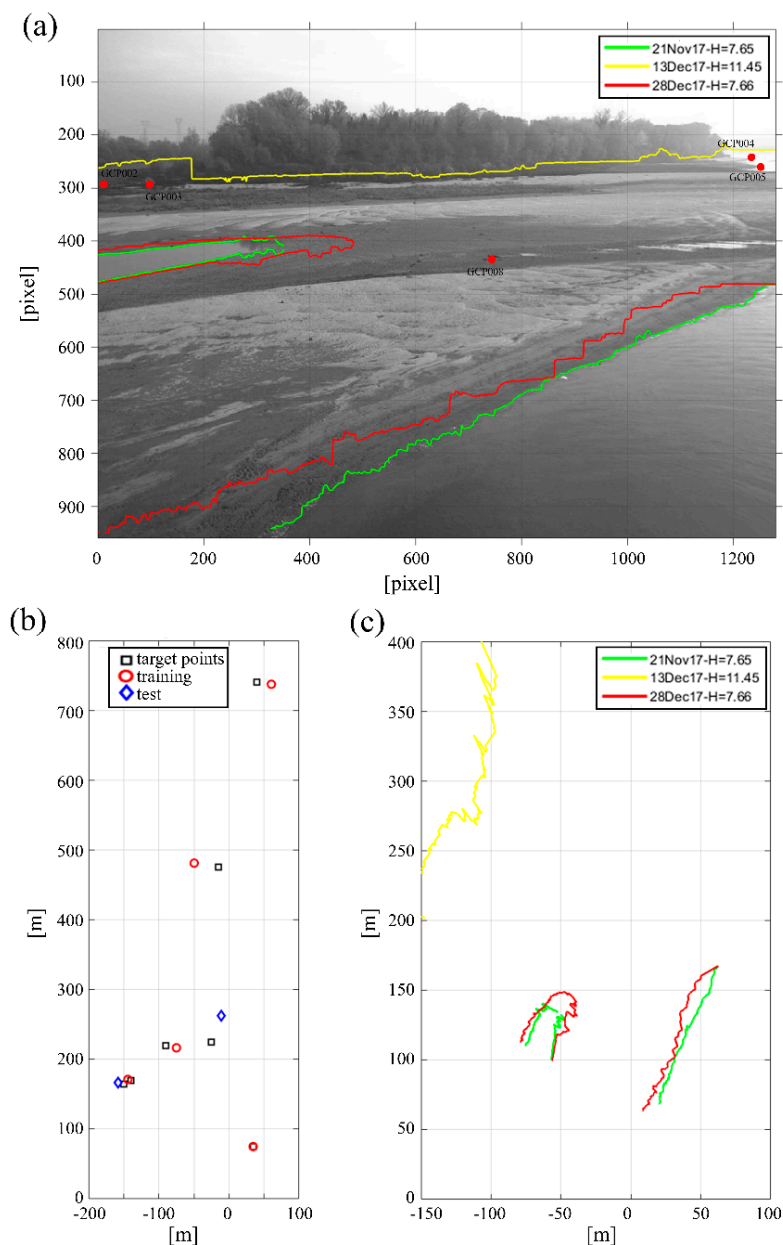 (a)
0
100
200
300
400
500
600
700
800
900
[pixel]
21Nov17-H=7.65
13Dec17-H=11.45
28Dec17-H=7.66
GCP002
GCP003
GCP004
GCP005
GCP008
0
200
400
600
800
1000
1200
[pixel]
(b)
800
700
600
500
400
300
200
100
0
[m]
target points
training
test
-200
-100
0
100
[m]
(c)
400
350
300
250
200
150
100
50
0
[m]
21Nov17-H=7.65
13Dec17-H=11.45
28Dec17-H=7.66
-150
-100
-50
0
50
100
[m]